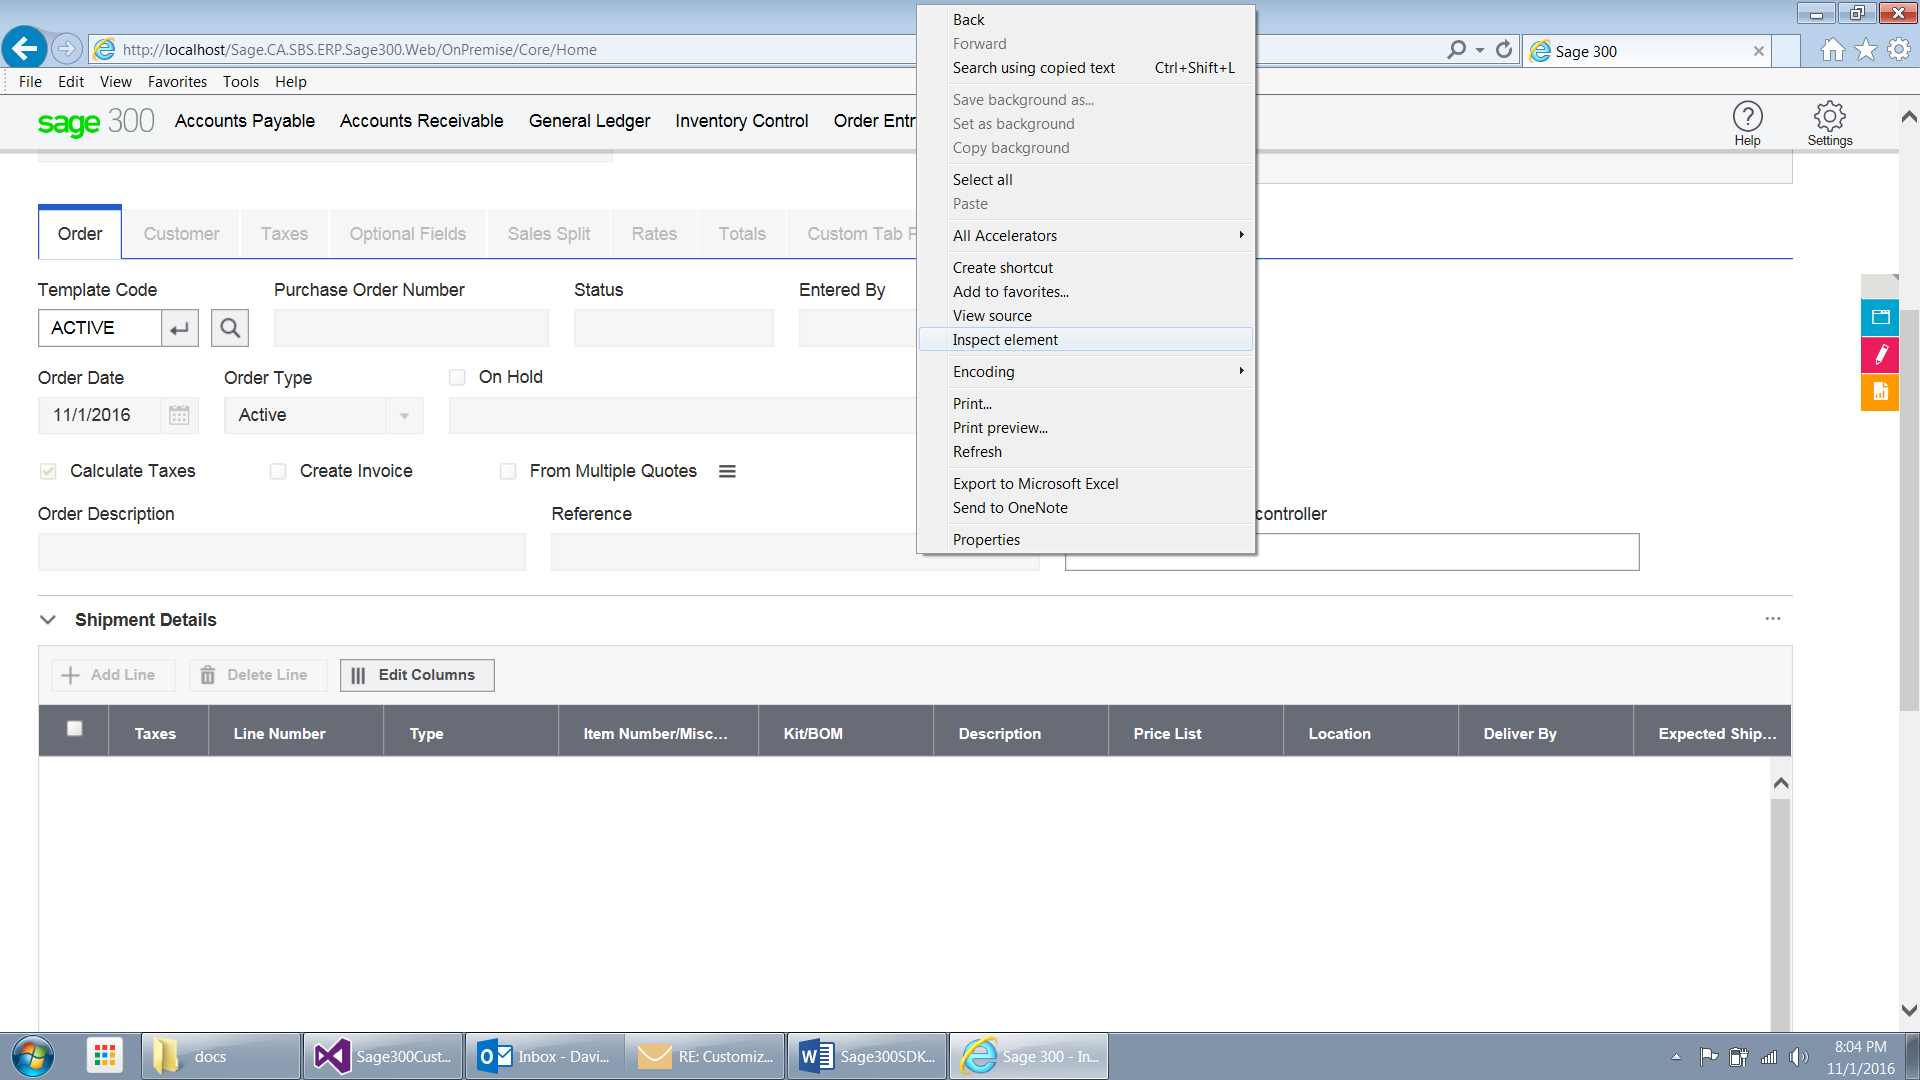 http://localhost/Sage.CA.SBS.ERP.Sage300.Web/OnPremise/Core/Home
Sage 300
File Edit View Favorites Tools Help
sage 300 Accounts Payable Accounts Receivable General Ledger Inventory Control Order Entr
Help
Settings
Back
Forward
Search using copied text Ctrl+Shift+L
Save background as...
Set as background
Copy background
Select all
Paste
All Accelerators
Create shortcut
Add to favorites...
View source
Inspect element
Encoding
Print...
Print preview...
Refresh
Export to Microsoft Excel
Send to OneNote
Properties
Order Customer Taxes Optional Fields Sales Split Rates Totals Custom Tab F
Template Code Purchase Order Number Status Entered By
ACTIVE
Order Date Order Type On Hold
11/1/2016 Active
Calculate Taxes Create Invoice From Multiple Quotes
Order Description Reference controller
Shipment Details
Add Line Delete Line Edit Columns
Taxes Line Number Type Item Number/Misc... Kit/BOM Description Price List Location Deliver By Expected Ship...
docs Sage300Cust... Inbox - Davi... RE: Customiz... Sage300SDK... Sage 300 - In...
8:04 PM
11/1/2016